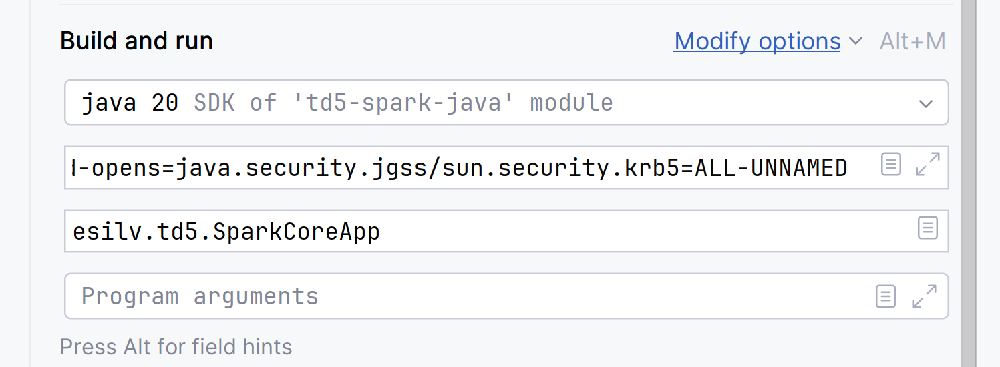 Build and run
Modify options Alt+M
java 20 SDK of 'td5-spark-java' module
d-opens=java.security.jgss/sun.security.krb5=ALL-UNNAMED
esilv.td5.SparkCoreApp
Program arguments
Press Alt for field hints